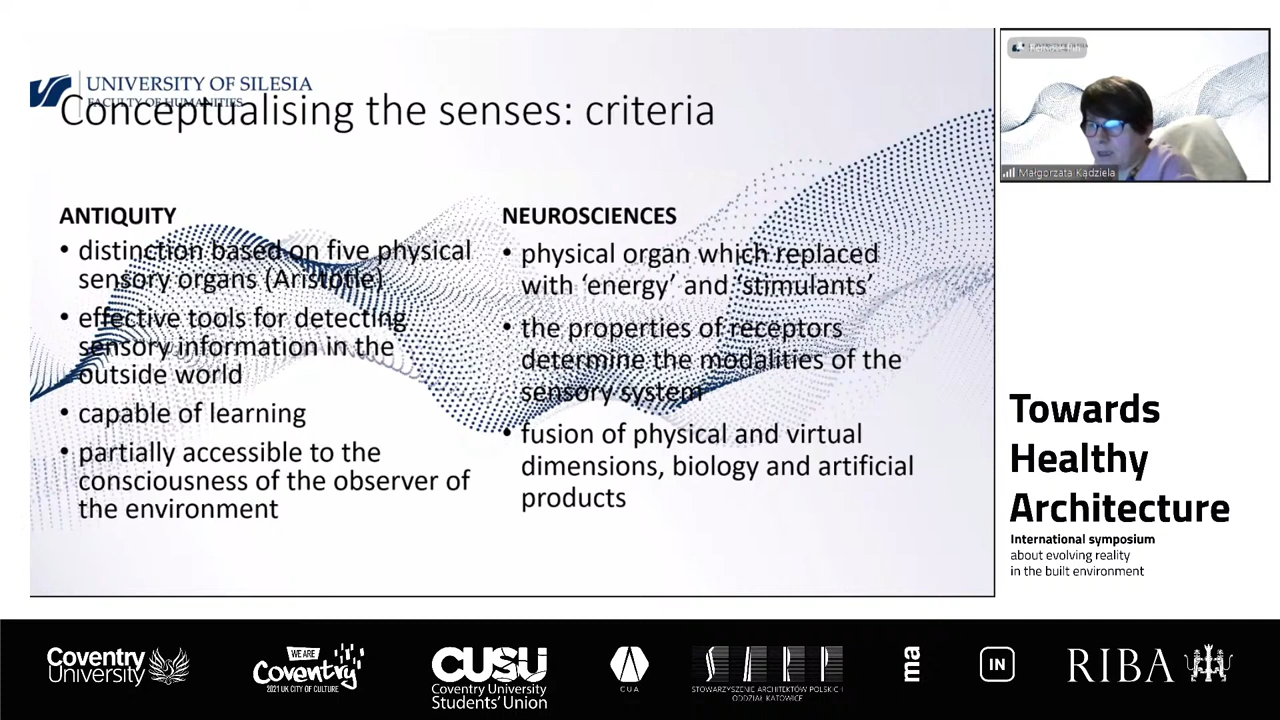 UNIVERSITY OF SILESIA
FACULTY OF HUMANITIES
Conceptualising the senses: criteria
ANTIQUITY
• distinction based on five physical
sensory organs (Aristotle)
• effective tools for detecting
sensory information in the
outside world
• capable of learning
• partially accessible to the
consciousness of the observer of
the environment
NEUROSCIENCES
• physical organ which replaced
with ‘energy’ and ‘stimulants’
• the properties of receptors
determine the modalities of the
sensory system
• fusion of physical and virtual
dimensions, biology and artificial
products
Małgorzata Kądziela
Towards
Healthy
Architecture
International symposium
about evolving reality
in the built environment
Coventry
University
WE ARE
Coventry
2021 UK CITY OF CULTURE
CUSU
Coventry University
Students' Union
CUA
SARP
STOWARZYSZENIE ARCHITEKTÓW POLSKICH
ODDZIAŁ KATOWICE
ma
IN
RIBA